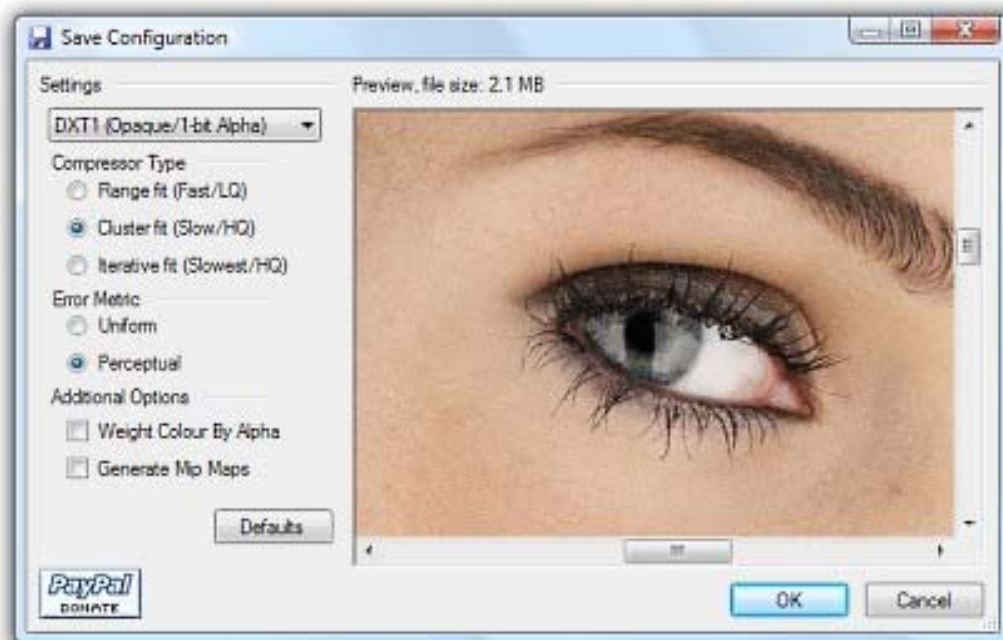 Save Configuration
Settings
DXT1 (Opaque/1-bit Alpha)
Compressor Type
Range fit (Fast/LQ)
Cluster fit (Slow/HQ)
Iterative fit (Slowest/HQ)
Error Metric
Uniform
Perceptual
Additional Options
Weight Colour By Alpha
Generate Mip Maps
Defaults
PayPal
DONATE
Preview, file size: 2.1 MB
OK
Cancel